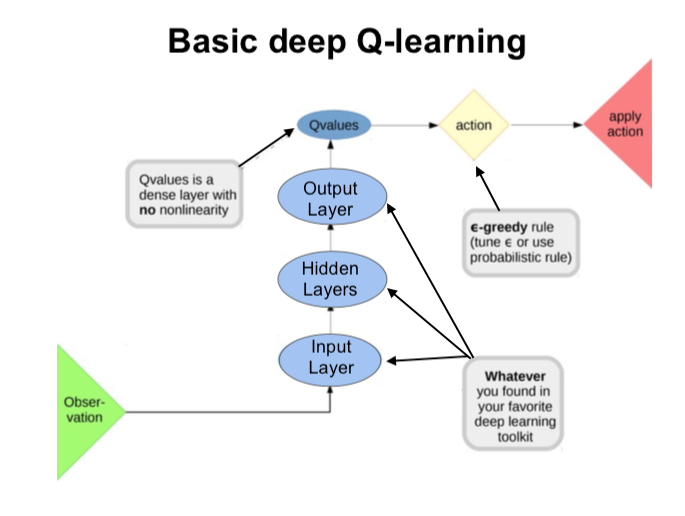 Basic deep Q-learning
apply
action
Qvalues
action
Qvalues is a
dense layer with
no nonlinearity
Output
Layer
ϵ-greedy rule
(tune ϵ or use
probabilistic rule)
Hidden
Layers
Input
Layer
Obser-
vation
Whatever
you found in
your favorite
deep learning
toolkit